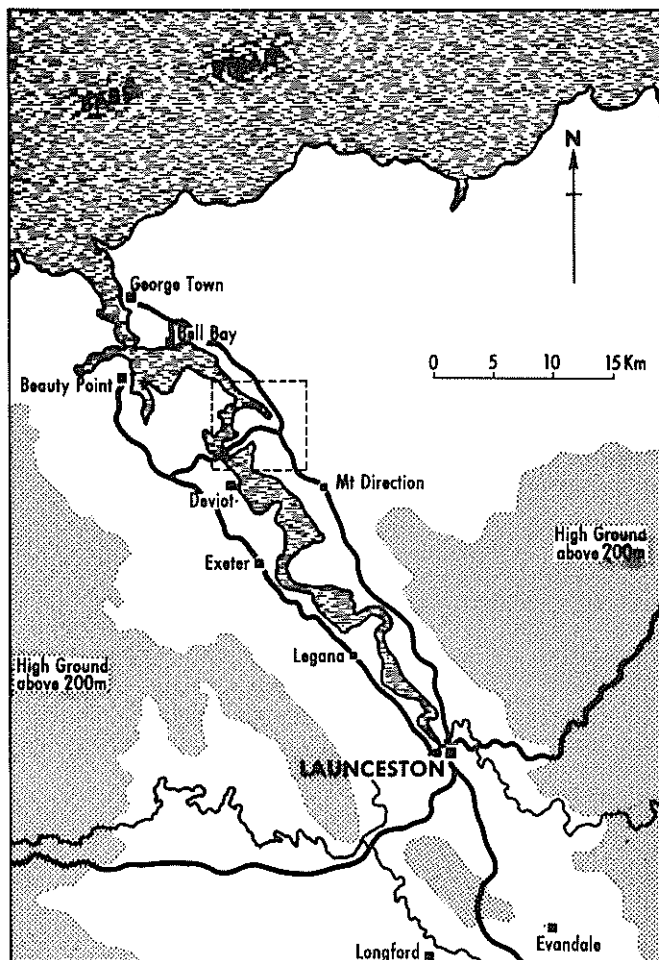 N
George Town
Bell Bay
0 5 10 15 Km
Beauty Point
Mt Direction
Deviot
High Ground
above 200m
Exeter
Legana
High Ground
above 200m
LAUNCESTON
Evandale
Longford